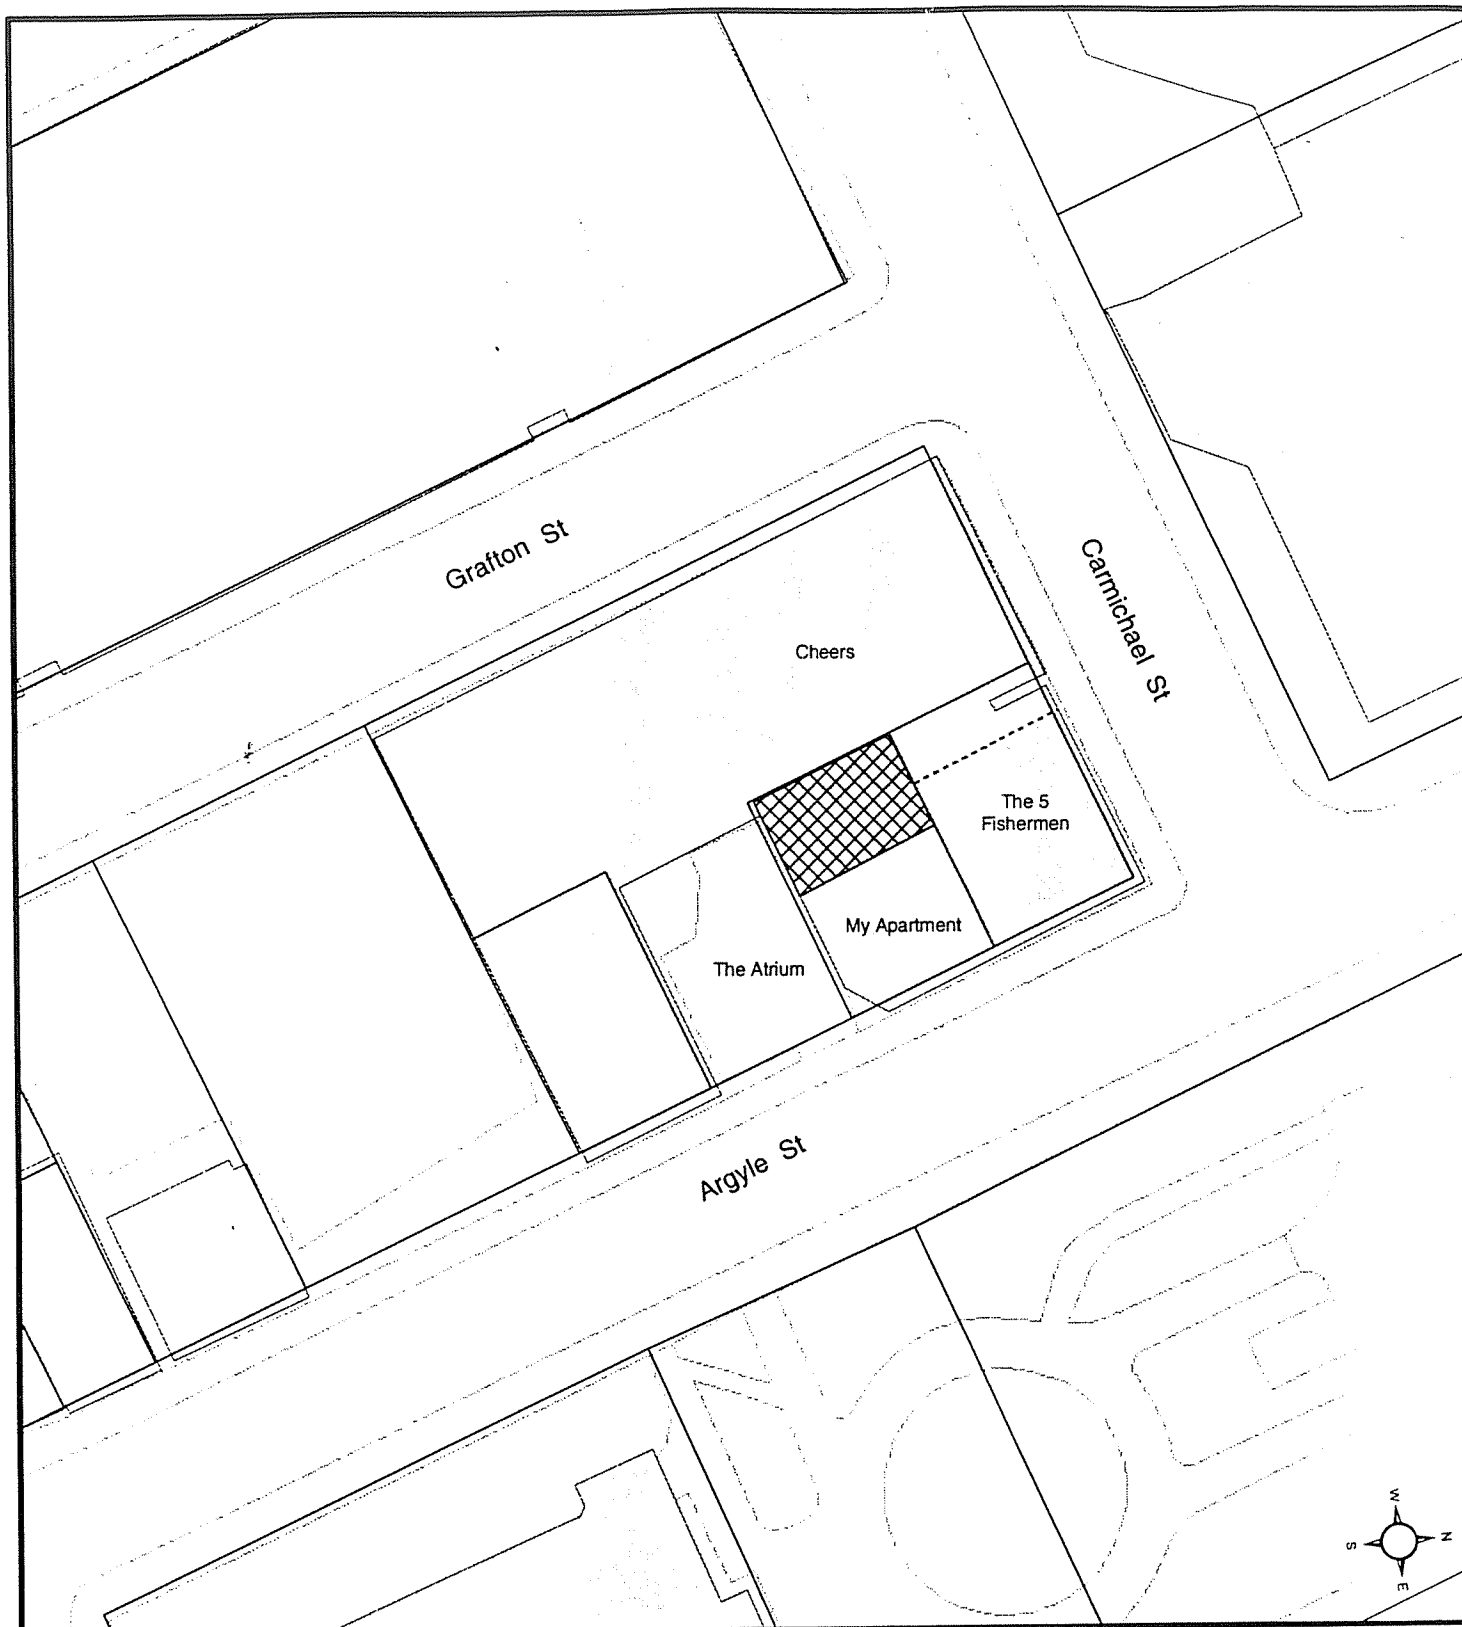 Grafton St
Carmichael St
Cheers
The 5
Fishermen
My Apartment
The Atrium
Argyle St
W
N
S
E